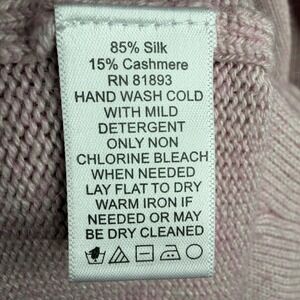 85% Silk
15% Cashmere
RN 81893
HAND WASH COLD
WITH MILD
DETERGENT
ONLY NON
CHLORINE BLEACH
WHEN NEEDED
LAY FLAT TO DRY
WARM IRON IF
NEEDED OR MAY
BE DRY CLEANED